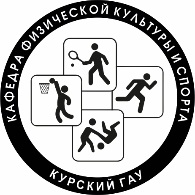 КАФЕДРА ФИЗИЧЕСКОЙ КУЛЬТУРЫ И СПОРТА
КУРСКИЙ ГАУ